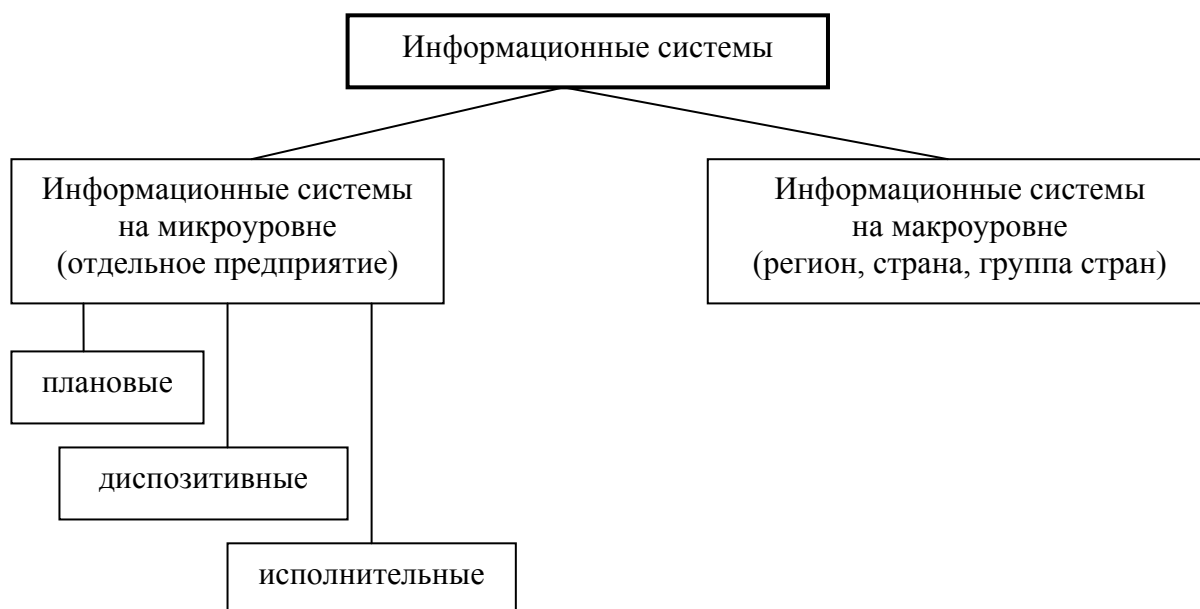 Информационные системы
Информационные системы
на микроуровне
(отдельное предприятие)
Информационные системы
на макроуровне
(регион, страна, группа стран)
плановые
диспозитивные
исполнительные